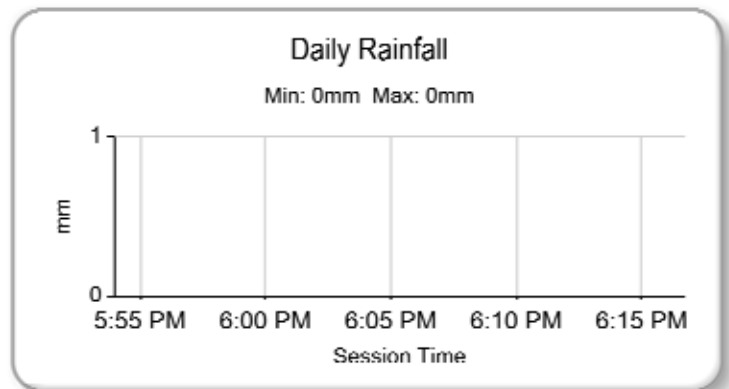 Daily Rainfall
Min: 0mm Max: 0mm
1
mm
0
5:55 PM 6:00 PM 6:05 PM 6:10 PM 6:15 PM
Session Time